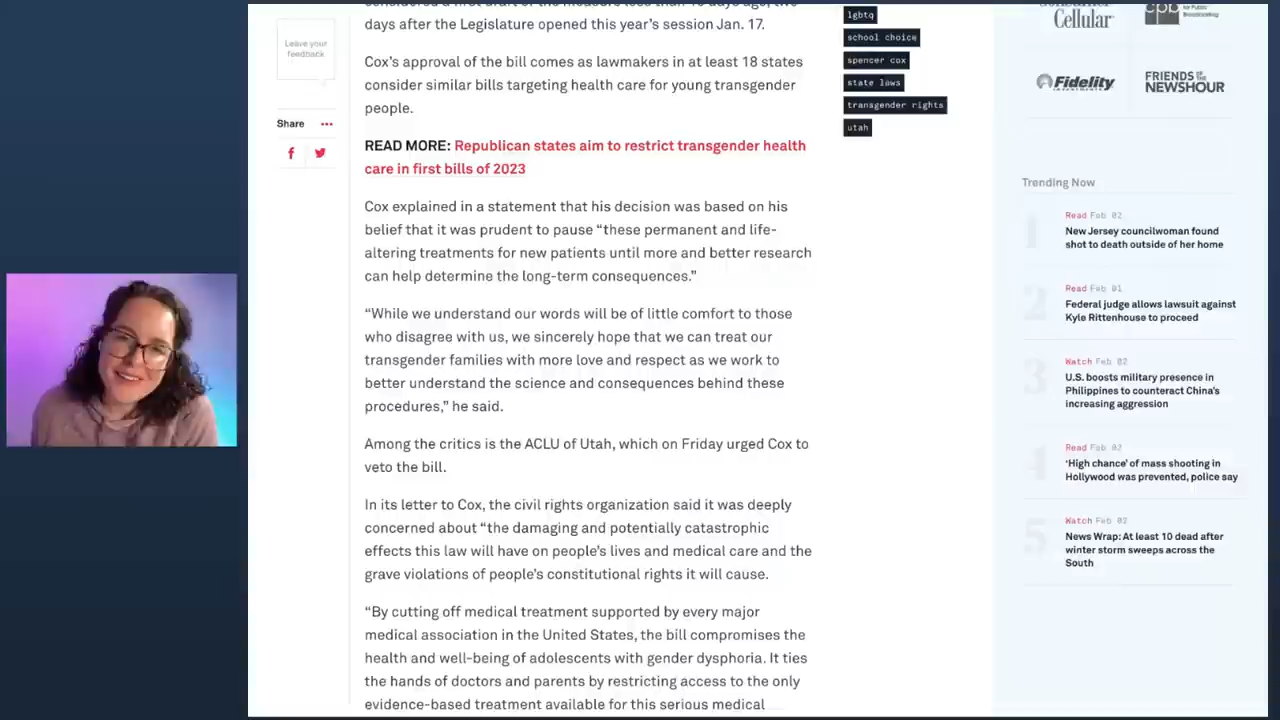 days after the Legislature opened this year's session Jan. 17.
Cox's approval of the bill comes as lawmakers in at least 18 states
consider similar bills targeting health care for young transgender
people.
READ MORE: Republican states aim to restrict transgender health
care in first bills of 2023
Cox explained in a statement that his decision was based on his
belief that it was prudent to pause “these permanent and life-
altering treatments for new patients until more and better research
can help determine the long-term consequences.”
“While we understand our words will be of little comfort to those
who disagree with us, we sincerely hope that we can treat our
transgender families with more love and respect as we work to
better understand the science and consequences behind these
procedures,” he said.
Among the critics is the ACLU of Utah, which on Friday urged Cox to
veto the bill.
In its letter to Cox, the civil rights organization said it was deeply
concerned about “the damaging and potentially catastrophic
effects this law will have on people's lives and medical care and the
grave violations of people's constitutional rights it will cause.
“By cutting off medical treatment supported by every major
medical association in the United States, the bill compromises the
health and well-being of adolescents with gender dysphoria. It ties
the hands of doctors and parents by restricting access to the only
evidence-based treatment available for this serious medical
Leave your
feedback
Share
lgbtq
school choice
spencer cox
state laws
transgender rights
utah
Cellular
cpb
for Public
Broadcasting
Fidelity
INVESTMENTS
FRIENDS OF THE
NEWSHOUR
Trending Now
1
Read Feb 02
New Jersey councilwoman found
shot to death outside of her home
2
Read Feb 01
Federal judge allows lawsuit against
Kyle Rittenhouse to proceed
3
Watch Feb 02
U.S. boosts military presence in
Philippines to counteract China's
increasing aggression
4
Read Feb 02
‘High chance’ of mass shooting in
Hollywood was prevented, police say
5
Watch Feb 02
News Wrap: At least 10 dead after
winter storm sweeps across the
South